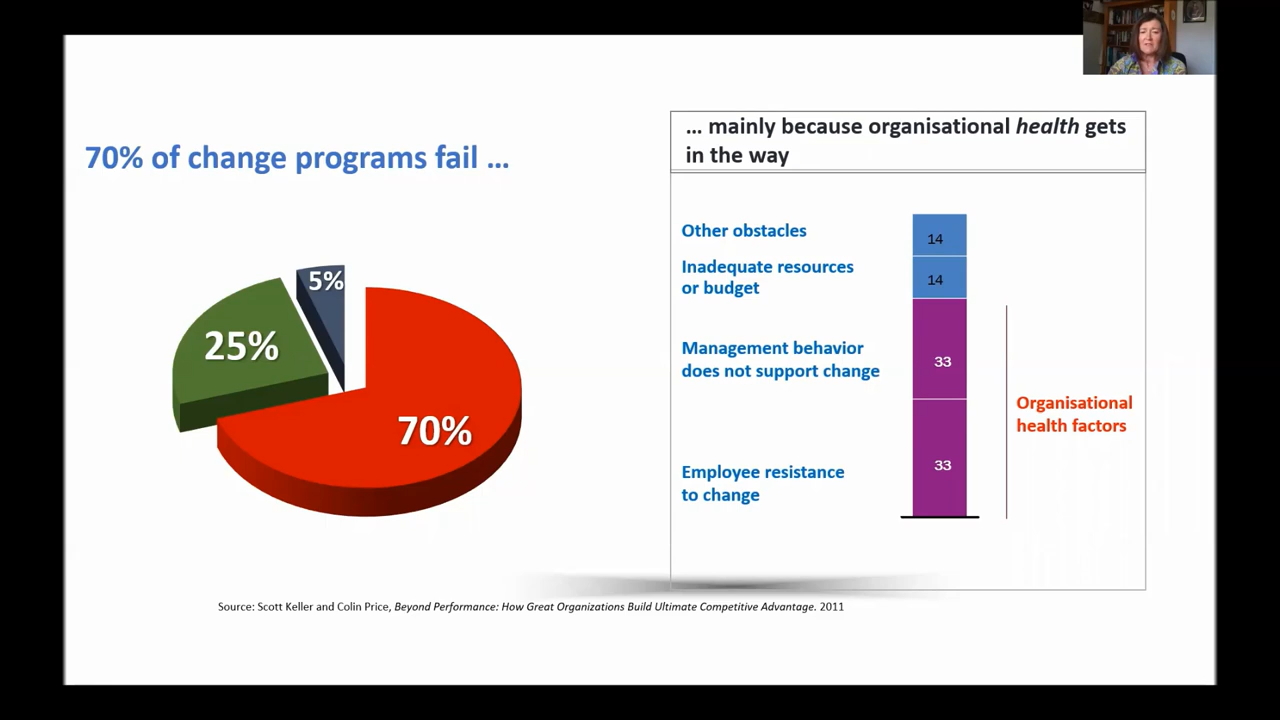 70% of change programs fail …
5%
25%
70%
… mainly because organisational health gets
in the way
Other obstacles
14
Inadequate resources
or budget
14
Management behavior
does not support change
33
Employee resistance
to change
33
Organisational
health factors
Source: Scott Keller and Colin Price, Beyond Performance: How Great Organizations Build Ultimate Competitive Advantage. 2011